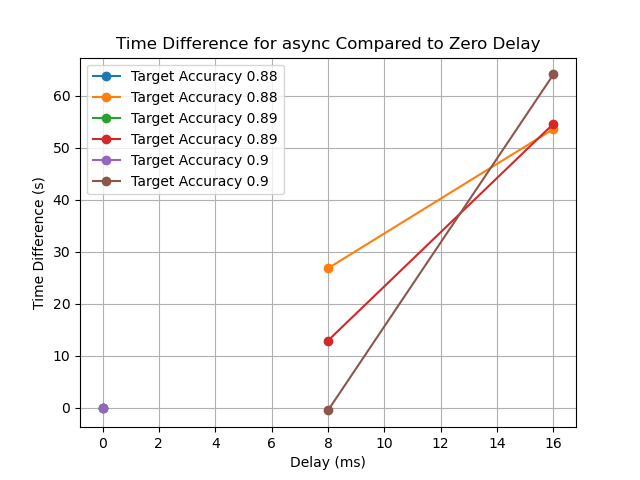 Time Difference for async Compared to Zero Delay
Target Accuracy 0.88
Target Accuracy 0.88
Target Accuracy 0.89
Target Accuracy 0.89
Target Accuracy 0.9
Target Accuracy 0.9
Time Difference (s)
60
50
40
30
20
10
0
0 2 4 6 8 10 12 14 16
Delay (ms)